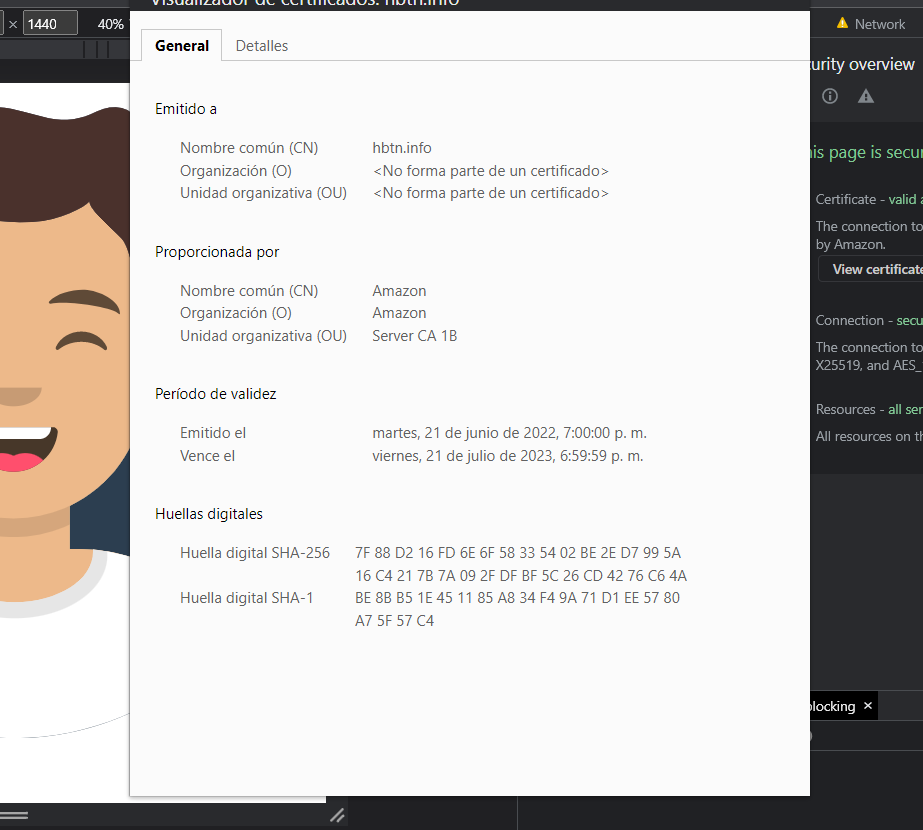 Visualizador de certificados: hbtn.info
× 1440 40%
Network
General Detalles
curity overview
Emitido a
Nombre común (CN) hbtn.info
Organización (O) <No forma parte de un certificado>
Unidad organizativa (OU) <No forma parte de un certificado>
his page is secur
Certificate - valid a
The connection to
by Amazon.
View certificate
Proporcionada por
Nombre común (CN) Amazon
Organización (O) Amazon
Unidad organizativa (OU) Server CA 1B
Connection - secu
The connection to
X25519, and AES_
Período de validez
Resources - all ser
Emitido el martes, 21 de junio de 2022, 7:00:00 p. m.
All resources on th
Vence el viernes, 21 de julio de 2023, 6:59:59 p. m.
Huellas digitales
Huella digital SHA-256 7F 88 D2 16 FD 6E 6F 58 33 54 02 BE 2E D7 99 5A
16 C4 21 7B 7A 09 2F DF BF 5C 26 CD 42 76 C6 4A
Huella digital SHA-1 BE 8B B5 1E 45 11 85 A8 34 F4 9A 71 D1 EE 57 80
A7 5F 57 C4
locking ×